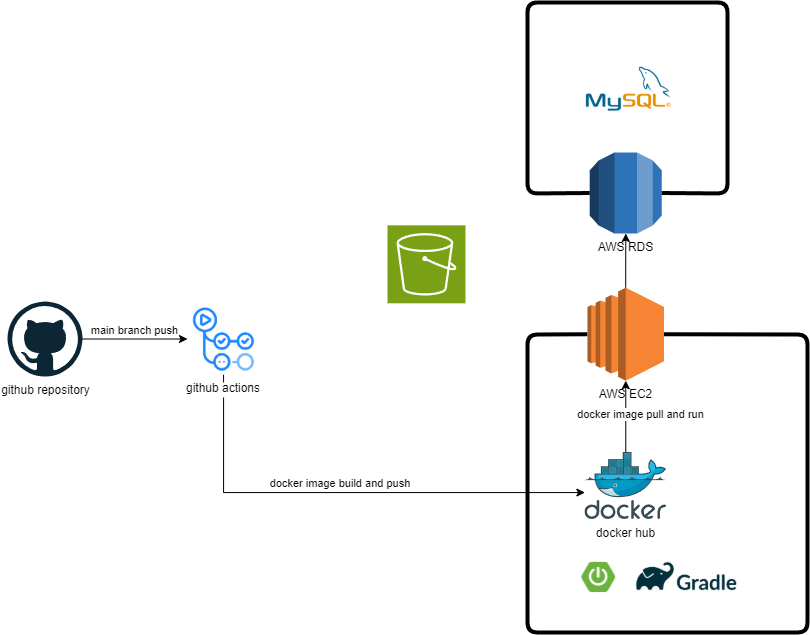 MySQL®
AWS RDS
main branch push
github repository
github actions
AWS EC2
docker image pull and run
docker image build and push
docker
docker hub
Gradle